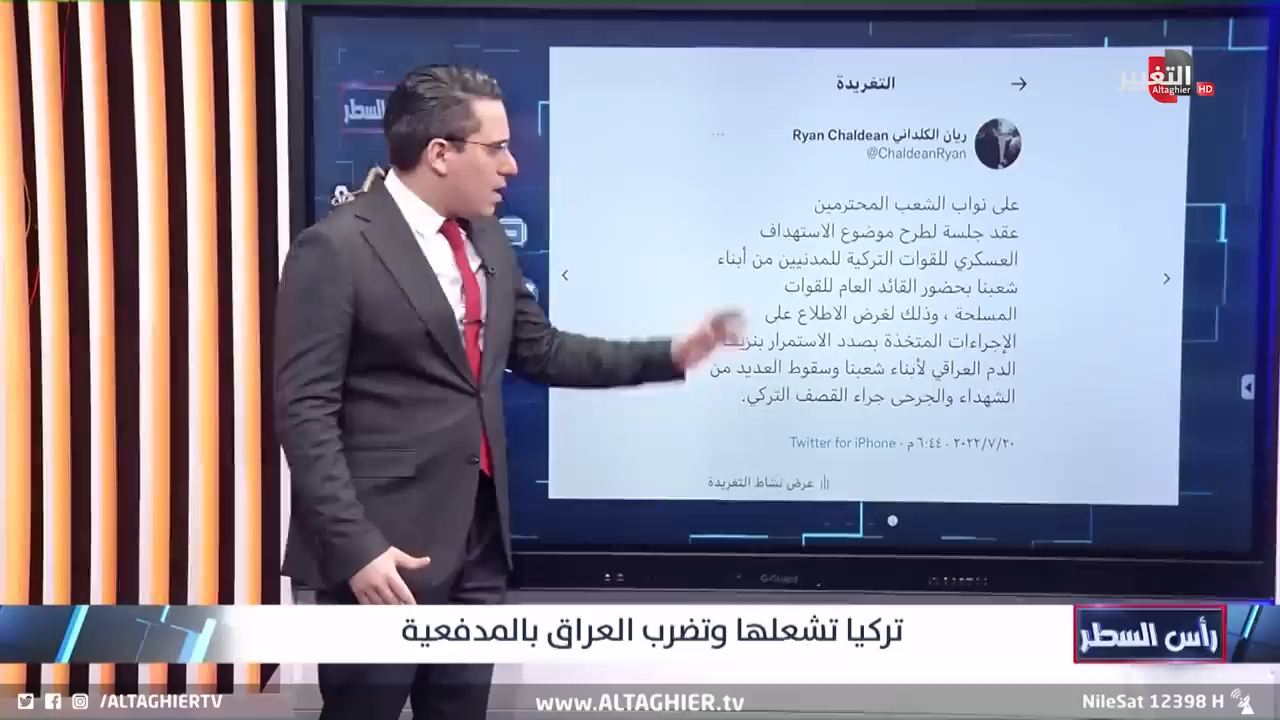 التغيير
Altaghier HD
السطر
التغريدة
ريان الكلداني Ryan Chaldean
@ChaldeanRyan
على نواب الشعب المحترمين
عقد جلسة لطرح موضوع الاستهداف
العسكري للقوات التركية للمدنيين من أبناء
شعبنا بحضور القائد العام للقوات
المسلحة ، وذلك لغرض الاطلاع على
الإجراءات المتخذة بصدد الاستمرار
الدم العراقي لأبناء شعبنا وسقوط العديد من
الشهداء والجرحى جراء القصف التركي.
٢٠٢٢/٧/٢٠ ، ٦:٤٤ م · Twitter for iPhone
عرض نشاط التغريدة
رأس السطر
تركيا تشعلها وتضرب العراق بالمدفعية
/ALTAGHIERTV
www.ALTAGHIER.tv
NileSat 12398 H